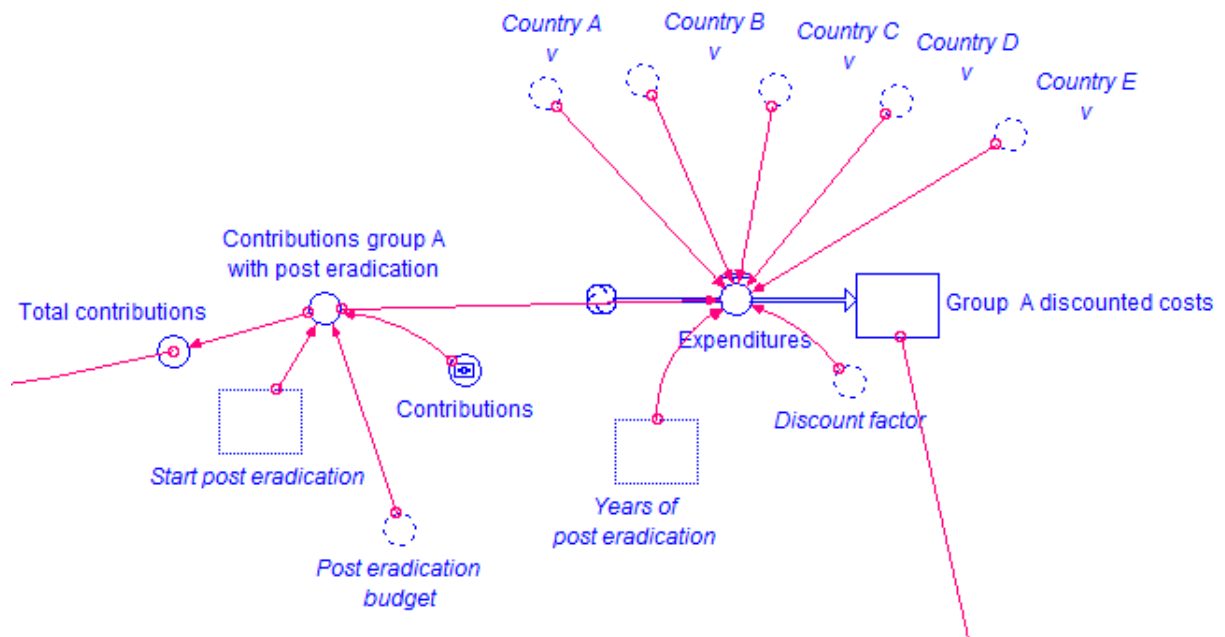 Country A
v
Country B
v
Country C
v
Country D
v
Country E
v
Contributions group A
with post eradication
Total contributions
Expenditures
Group A discounted costs
Contributions
Discount factor
Start post eradication
Years of
post eradication
Post eradication
budget